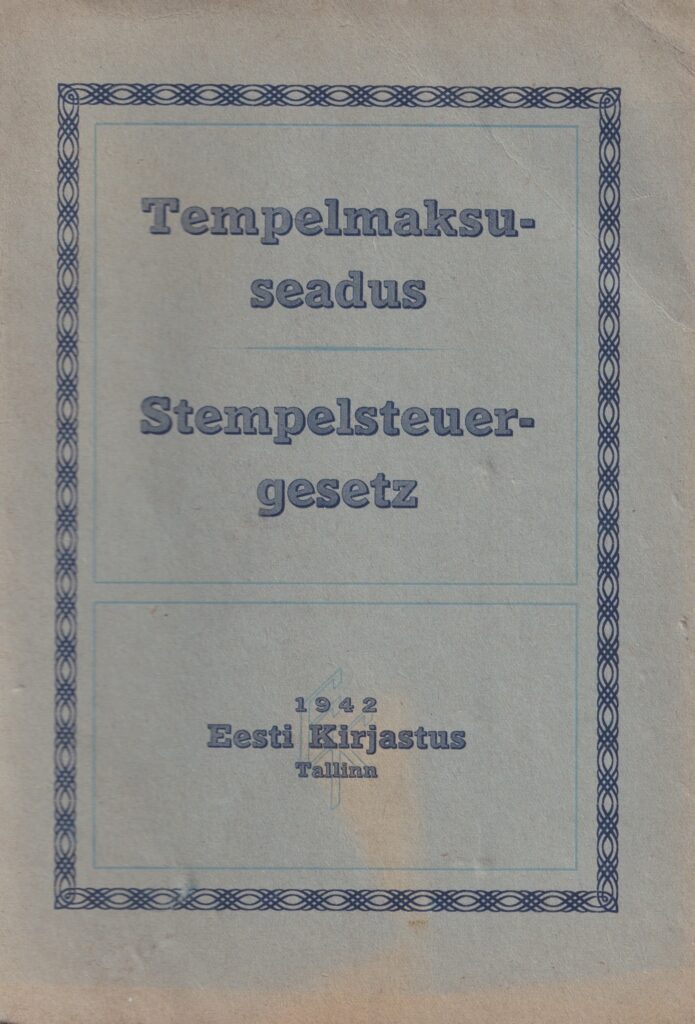 Tempelmaksu-
seadus
Stempelsteuer-
gesetz
1942
Eesti Kirjastus
Tallinn